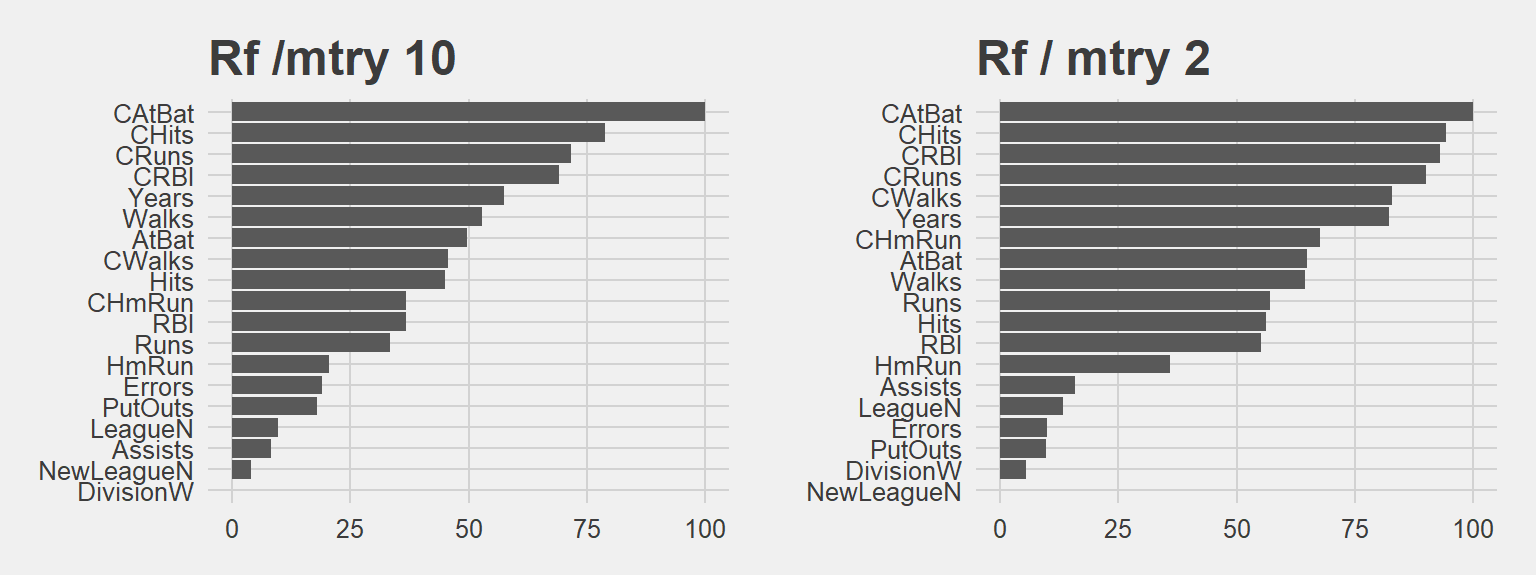 Rf /mtry 10
CAtBat
CHits
CRuns
CRBI
Years
Walks
AtBat
CWalks
Hits
CHmRun
RBI
Runs
HmRun
Errors
PutOuts
LeagueN
Assists
NewLeagueN
DivisionW
0 25 50 75 100
Rf / mtry 2
CAtBat
CHits
CRBI
CRuns
CWalks
Years
CHmRun
AtBat
Walks
Runs
Hits
RBI
HmRun
Assists
LeagueN
Errors
PutOuts
DivisionW
NewLeagueN
0 25 50 75 100